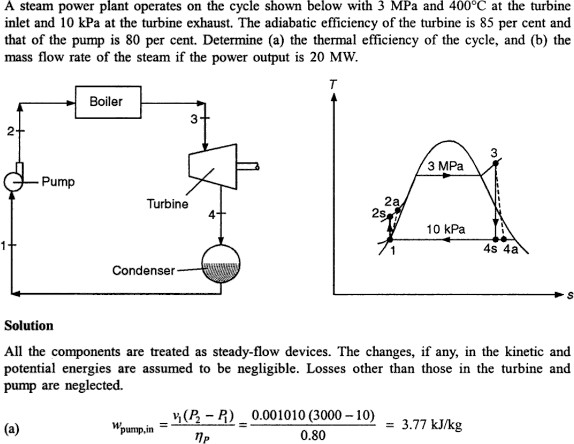 A steam power plant operates on the cycle shown below with 3 MPa and 400°C at the turbine
inlet and 10 kPa at the turbine exhaust. The adiabatic efficiency of the turbine is 85 per cent and
that of the pump is 80 per cent. Determine (a) the thermal efficiency of the cycle, and (b) the
mass flow rate of the steam if the power output is 20 MW.
Boiler
2
3
Pump
Turbine
4
1
Condenser
T
3
3 MPa
2a
2s
10 kPa
1
4s 4a
s
Solution
All the components are treated as steady-flow devices. The changes, if any, in the kinetic and
potential energies are assumed to be negligible. Losses other than those in the turbine and
pump are neglected.
(a) w_pump,in = v₁(P₂ − P₁) / η_P = 0.001010 (3000 − 10) / 0.80 = 3.77 kJ/kg